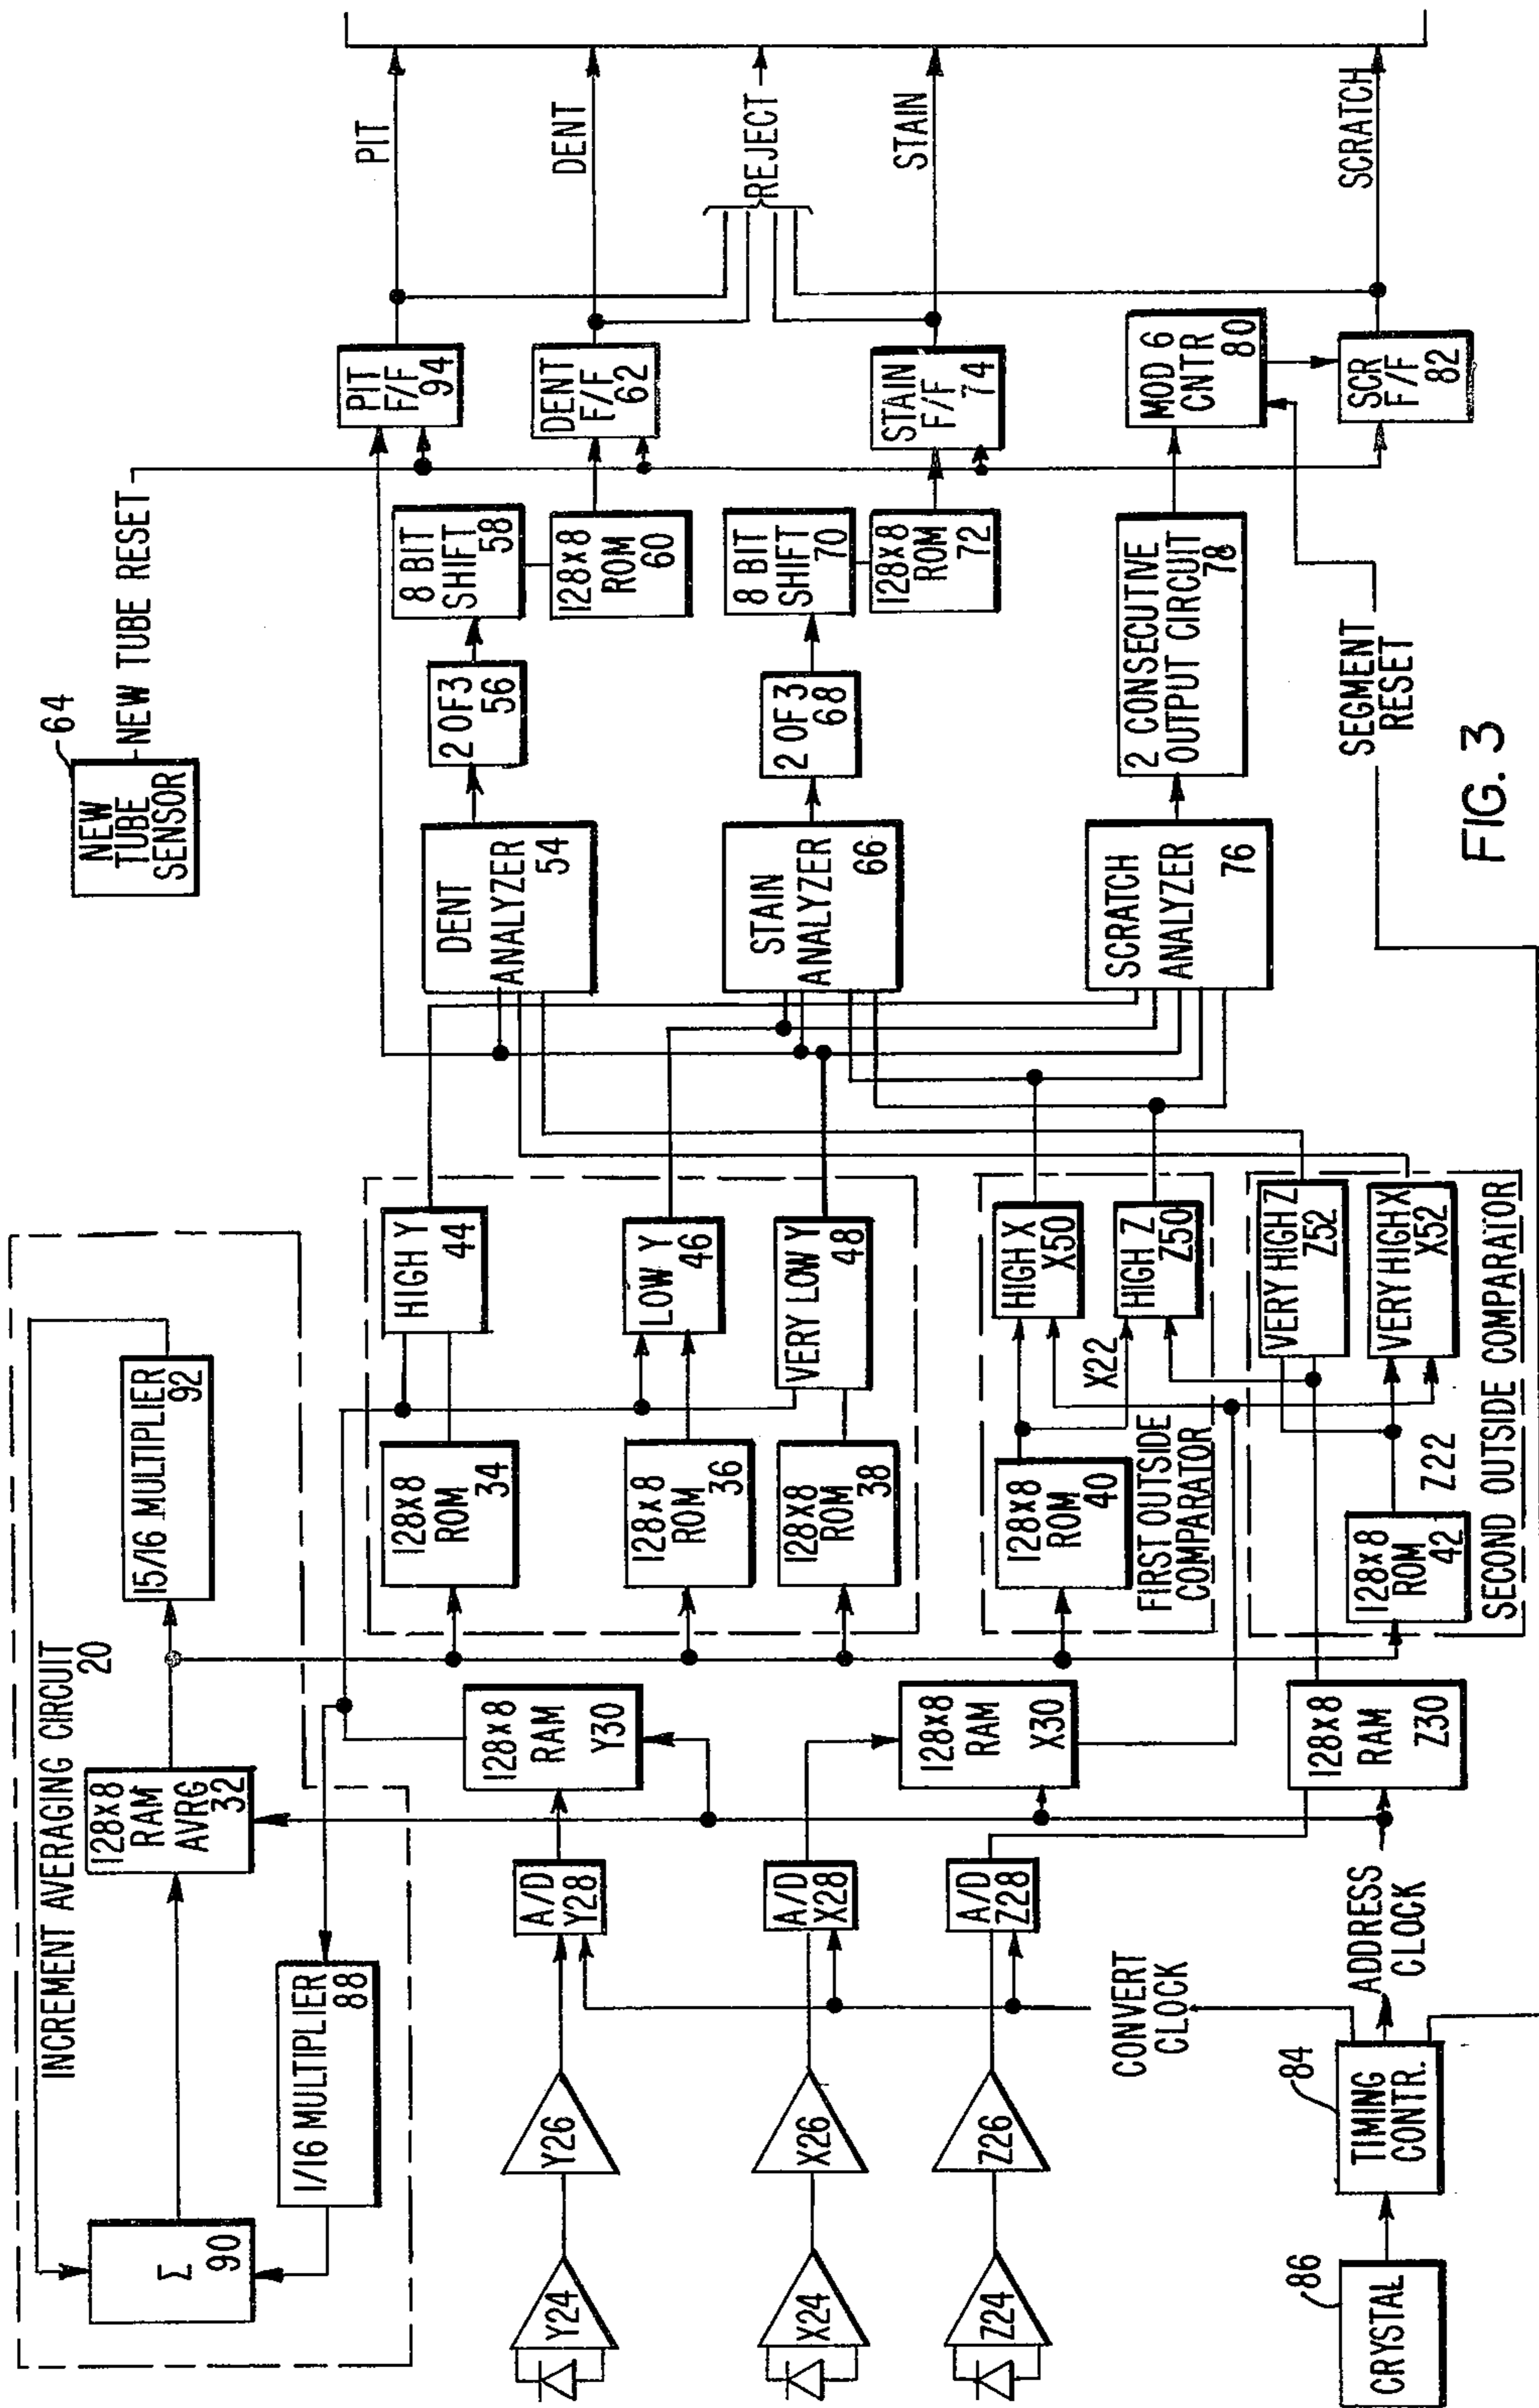 INCREMENT AVERAGING CIRCUIT
20
Σ
90
1/16 MULTIPLIER
88
128x8
RAM
AVRG
32
15/16 MULTIPLIER
92
NEW
TUBE
SENSOR
64
NEW TUBE RESET
Y24
Y26
A/D
Y28
128x8
RAM
Y30
X24
X26
A/D
X28
128x8
RAM
X30
Z24
Z26
A/D
Z28
128x8
RAM
Z30
CRYSTAL
86
TIMING
CONTR.
84
CONVERT
CLOCK
ADDRESS
CLOCK
128x8
ROM
34
128x8
ROM
36
128x8
ROM
38
HIGH Y
44
LOW Y
46
VERY LOW Y
48
128x8
ROM
40
FIRST OUTSIDE
COMPARATOR
X22
HIGH X
X50
HIGH Z
Z50
128x8
ROM
42
Z22
SECOND OUTSIDE COMPARATOR
VERY HIGH Z
Z52
VERY HIGH X
X52
DENT
ANALYZER
54
STAIN
ANALYZER
66
SCRATCH
ANALYZER
76
2 OF 3
56
8 BIT
SHIFT
58
128x8
ROM
60
2 OF 3
68
8 BIT
SHIFT
70
128x8
ROM
72
2 CONSECUTIVE
OUTPUT CIRCUIT
78
PIT
F/F
94
DENT
F/F
62
STAIN
F/F
74
MOD 6
CNTR
80
SCR
F/F
82
SEGMENT
RESET
PIT
DENT
REJECT
STAIN
SCRATCH
FIG. 3